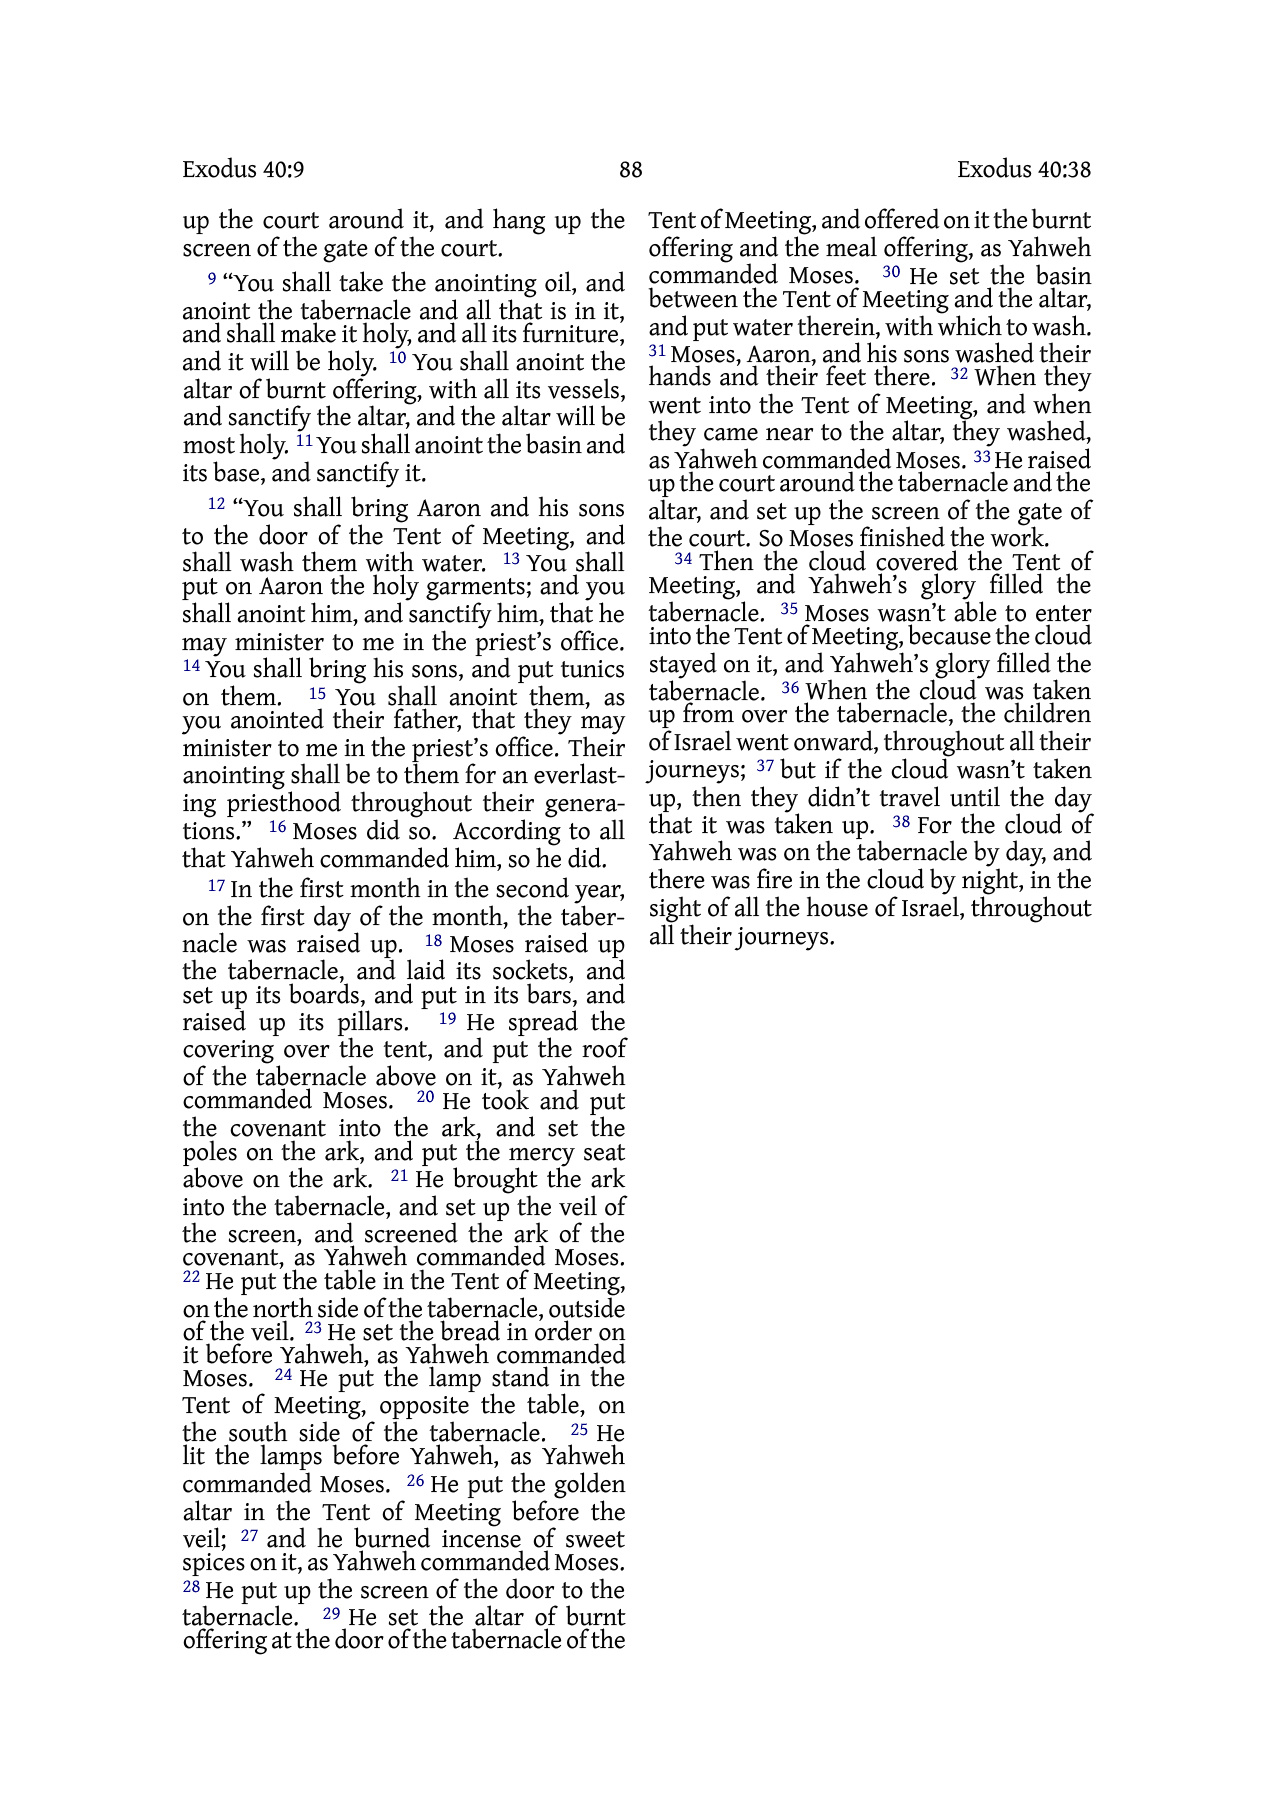 Exodus 40:9 88 Exodus 40:38
up the court around it, and hang up the
screen of the gate of the court.
9 “You shall take the anointing oil, and
anoint the tabernacle and all that is in it,
and shall make it holy, and all its furniture,
and it will be holy. 10 You shall anoint the
altar of burnt offering, with all its vessels,
and sanctify the altar, and the altar will be
most holy. 11 You shall anoint the basin and
its base, and sanctify it.
12 “You shall bring Aaron and his sons
to the door of the Tent of Meeting, and
shall wash them with water. 13 You shall
put on Aaron the holy garments; and you
shall anoint him, and sanctify him, that he
may minister to me in the priest’s office.
14 You shall bring his sons, and put tunics
on them. 15 You shall anoint them, as
you anointed their father, that they may
minister to me in the priest’s office. Their
anointing shall be to them for an everlast-
ing priesthood throughout their genera-
tions.” 16 Moses did so. According to all
that Yahweh commanded him, so he did.
17 In the first month in the second year,
on the first day of the month, the taber-
nacle was raised up. 18 Moses raised up
the tabernacle, and laid its sockets, and
set up its boards, and put in its bars, and
raised up its pillars. 19 He spread the
covering over the tent, and put the roof
of the tabernacle above on it, as Yahweh
commanded Moses. 20 He took and put
the covenant into the ark, and set the
poles on the ark, and put the mercy seat
above on the ark. 21 He brought the ark
into the tabernacle, and set up the veil of
the screen, and screened the ark of the
covenant, as Yahweh commanded Moses.
22 He put the table in the Tent of Meeting,
on the north side of the tabernacle, outside
of the veil. 23 He set the bread in order on
it before Yahweh, as Yahweh commanded
Moses. 24 He put the lamp stand in the
Tent of Meeting, opposite the table, on
the south side of the tabernacle. 25 He
lit the lamps before Yahweh, as Yahweh
commanded Moses. 26 He put the golden
altar in the Tent of Meeting before the
veil; 27 and he burned incense of sweet
spices on it, as Yahweh commanded Moses.
28 He put up the screen of the door to the
tabernacle. 29 He set the altar of burnt
offering at the door of the tabernacle of the
Tent of Meeting, and offered on it the burnt
offering and the meal offering, as Yahweh
commanded Moses. 30 He set the basin
between the Tent of Meeting and the altar,
and put water therein, with which to wash.
31 Moses, Aaron, and his sons washed their
hands and their feet there. 32 When they
went into the Tent of Meeting, and when
they came near to the altar, they washed,
as Yahweh commanded Moses. 33 He raised
up the court around the tabernacle and the
altar, and set up the screen of the gate of
the court. So Moses finished the work.
34 Then the cloud covered the Tent of
Meeting, and Yahweh’s glory filled the
tabernacle. 35 Moses wasn’t able to enter
into the Tent of Meeting, because the cloud
stayed on it, and Yahweh’s glory filled the
tabernacle. 36 When the cloud was taken
up from over the tabernacle, the children
of Israel went onward, throughout all their
journeys; 37 but if the cloud wasn’t taken
up, then they didn’t travel until the day
that it was taken up. 38 For the cloud of
Yahweh was on the tabernacle by day, and
there was fire in the cloud by night, in the
sight of all the house of Israel, throughout
all their journeys.